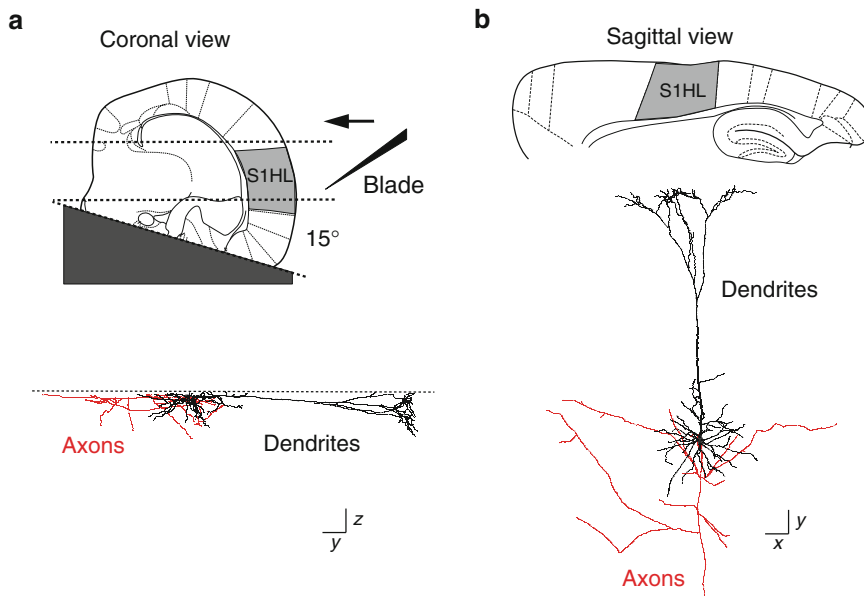 a
Coronal view
S1HL
Blade
15°
Axons
Dendrites
z
y
b
Sagittal view
S1HL
Dendrites
y
x
Axons